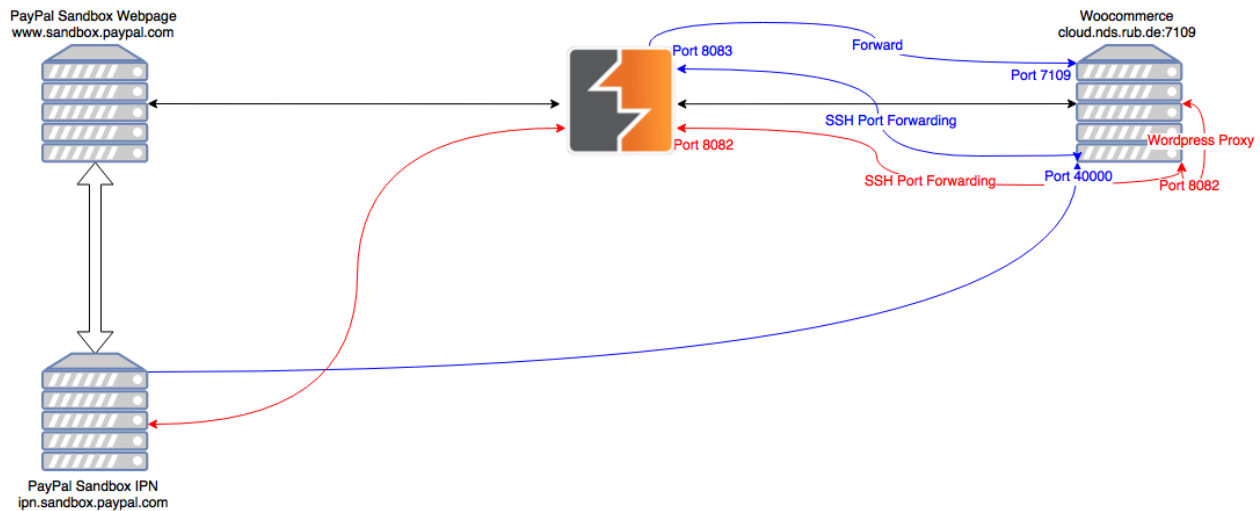 PayPal Sandbox Webpage
www.sandbox.paypal.com
Woocommerce
cloud.nds.rub.de:7109
Port 8083
Forward
Port 7109
SSH Port Forwarding
Wordpress Proxy
Port 8082
SSH Port Forwarding
Port 40000
Port 8082
PayPal Sandbox IPN
ipn.sandbox.paypal.com